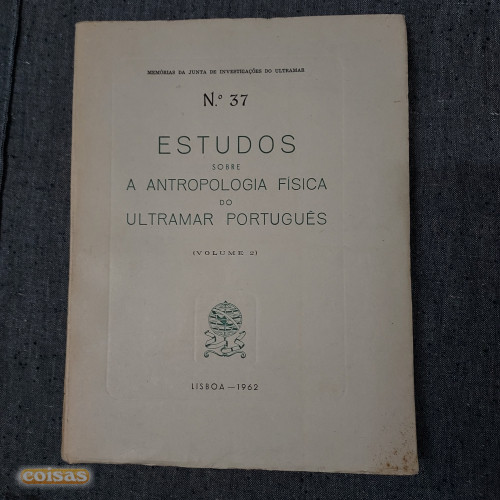 MEMÓRIAS DA JUNTA DE INVESTIGAÇÕES DO ULTRAMAR
N.º 37
ESTUDOS
SOBRE
A ANTROPOLOGIA FÍSICA
DO
ULTRAMAR PORTUGUÊS
(VOLUME 2)
LISBOA — 1962
coisas